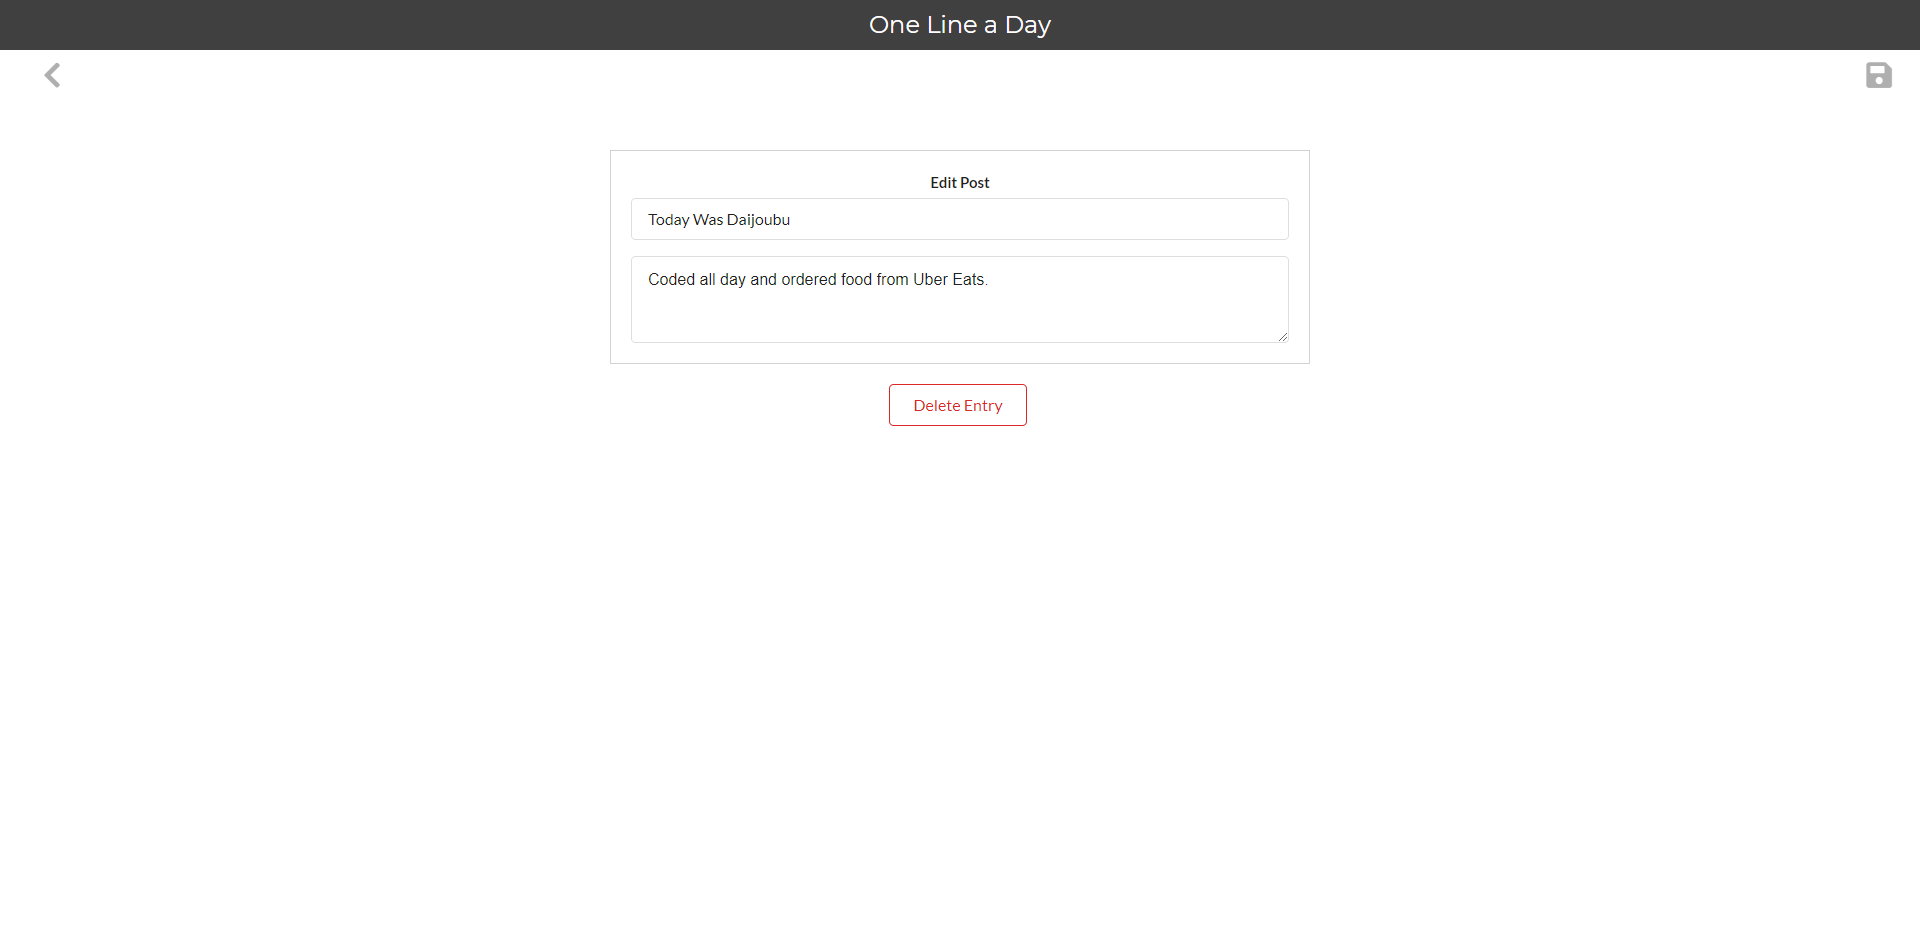 One Line a Day
Edit Post
Today Was Daijoubu
Coded all day and ordered food from Uber Eats.
Delete Entry